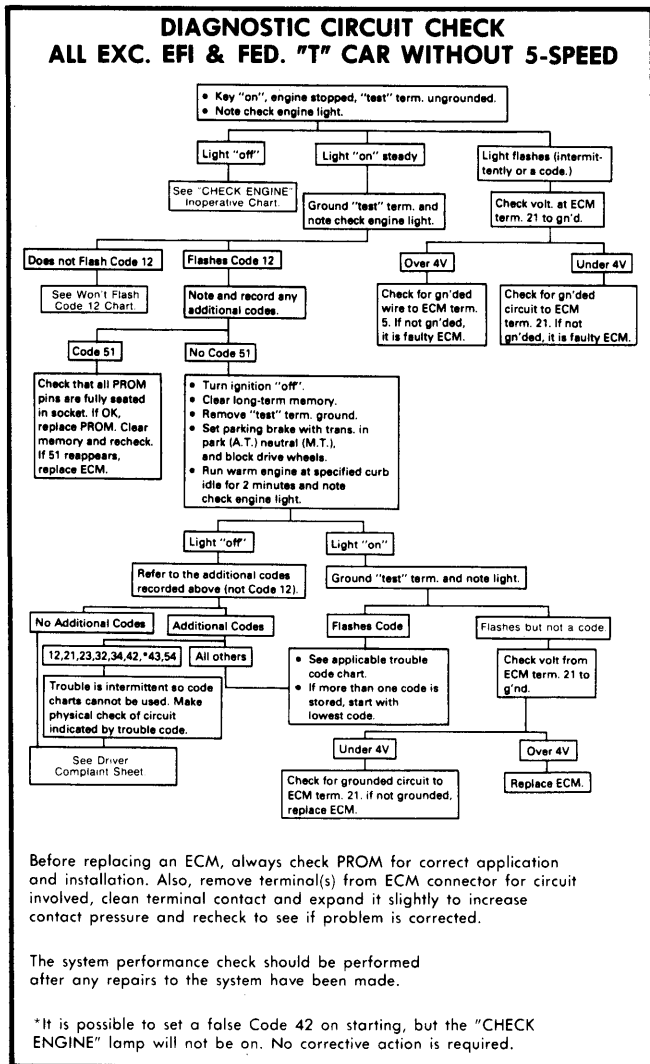 DIAGNOSTIC CIRCUIT CHECK
ALL EXC. EFI & FED. "T" CAR WITHOUT 5-SPEED
• Key "on", engine stopped, "test" term. ungrounded.
• Note check engine light.
Light "off"
Light "on" steady
Light flashes (intermit-
tently or a code.)
See "CHECK ENGINE"
Inoperative Chart.
Ground "test" term. and
note check engine light.
Check volt. at ECM
term. 21 to gn'd.
Does not Flash Code 12
Flashes Code 12
Over 4V
Under 4V
See Won't Flash
Code 12 Chart.
Note and record any
additional codes.
Check for gn'ded
wire to ECM term.
5. If not gn'ded,
it is faulty ECM.
Check for gn'ded
circuit to ECM
term. 21. If not
gn'ded, it is faulty ECM.
Code 51
No Code 51
Check that all PROM
pins are fully seated
in socket. If OK,
replace PROM. Clear
memory and recheck.
If 51 reappears,
replace ECM.
• Turn ignition "off".
• Clear long-term memory.
• Remove "test" term. ground.
• Set parking brake with trans. in
park (A.T.) neutral (M.T.),
and block drive wheels.
• Run warm engine at specified curb
idle for 2 minutes and note
check engine light.
Light "off"
Light "on"
Refer to the additional codes
recorded above (not Code 12).
Ground "test" term. and note light.
No Additional Codes
Additional Codes
Flashes Code
Flashes but not a code.
12,21,23,32,34,42,*43,54
All others
• See applicable trouble
code chart.
• If more than one code is
stored, start with
lowest code.
Check volt from
ECM term. 21 to
g'nd.
Trouble is intermittent so code
charts cannot be used. Make
physical check of circuit
indicated by trouble code.
Under 4V
Over 4V
See Driver
Complaint Sheet.
Check for grounded circuit to
ECM term. 21. if not grounded,
replace ECM.
Replace ECM.
Before replacing an ECM, always check PROM for correct application
and installation. Also, remove terminal(s) from ECM connector for circuit
involved, clean terminal contact and expand it slightly to increase
contact pressure and recheck to see if problem is corrected.
The system performance check should be performed
after any repairs to the system have been made.
*It is possible to set a false Code 42 on starting, but the "CHECK
ENGINE" lamp will not be on. No corrective action is required.